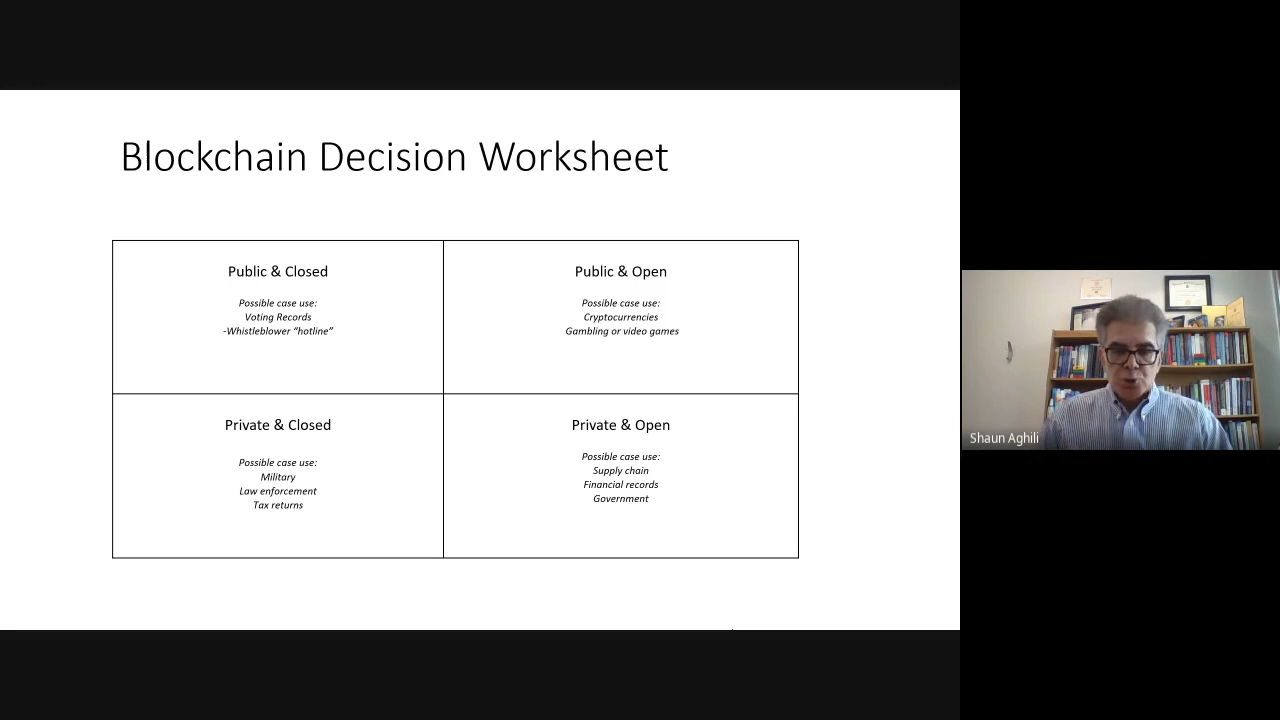 Blockchain Decision Worksheet
Public & Closed
Possible case use:
Voting Records
-Whistleblower “hotline”
Public & Open
Possible case use:
Cryptocurrencies
Gambling or video games
Private & Closed
Possible case use:
Military
Law enforcement
Tax returns
Private & Open
Possible case use:
Supply chain
Financial records
Government
Shaun Aghili